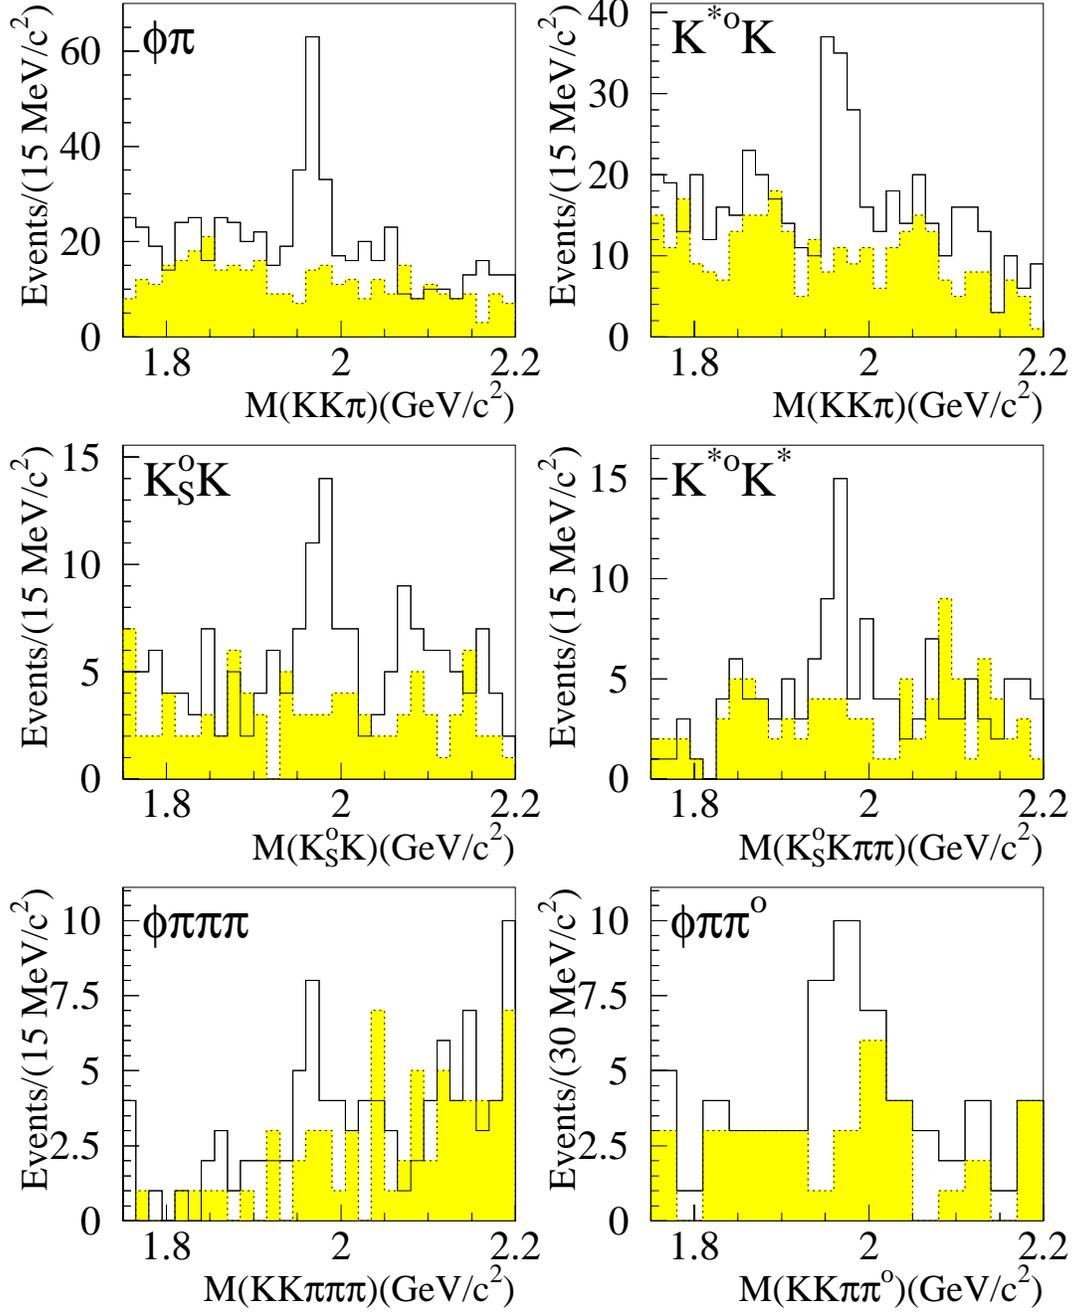 ϕπ
Events/(15 MeV/c²)
60
40
20
0
1.8 2 2.2
M(KKπ)(GeV/c²)
K*⁰K
Events/(15 MeV/c²)
40
30
20
10
0
1.8 2 2.2
M(KKπ)(GeV/c²)
K⁰SK
Events/(15 MeV/c²)
15
10
5
0
1.8 2 2.2
M(K⁰SK)(GeV/c²)
K*⁰K*
Events/(15 MeV/c²)
15
10
5
0
1.8 2 2.2
M(K⁰SKππ)(GeV/c²)
ϕπππ
Events/(15 MeV/c²)
10
7.5
5
2.5
0
1.8 2 2.2
M(KKπππ)(GeV/c²)
ϕππ⁰
Events/(30 MeV/c²)
10
7.5
5
2.5
0
1.8 2 2.2
M(KKππ⁰)(GeV/c²)